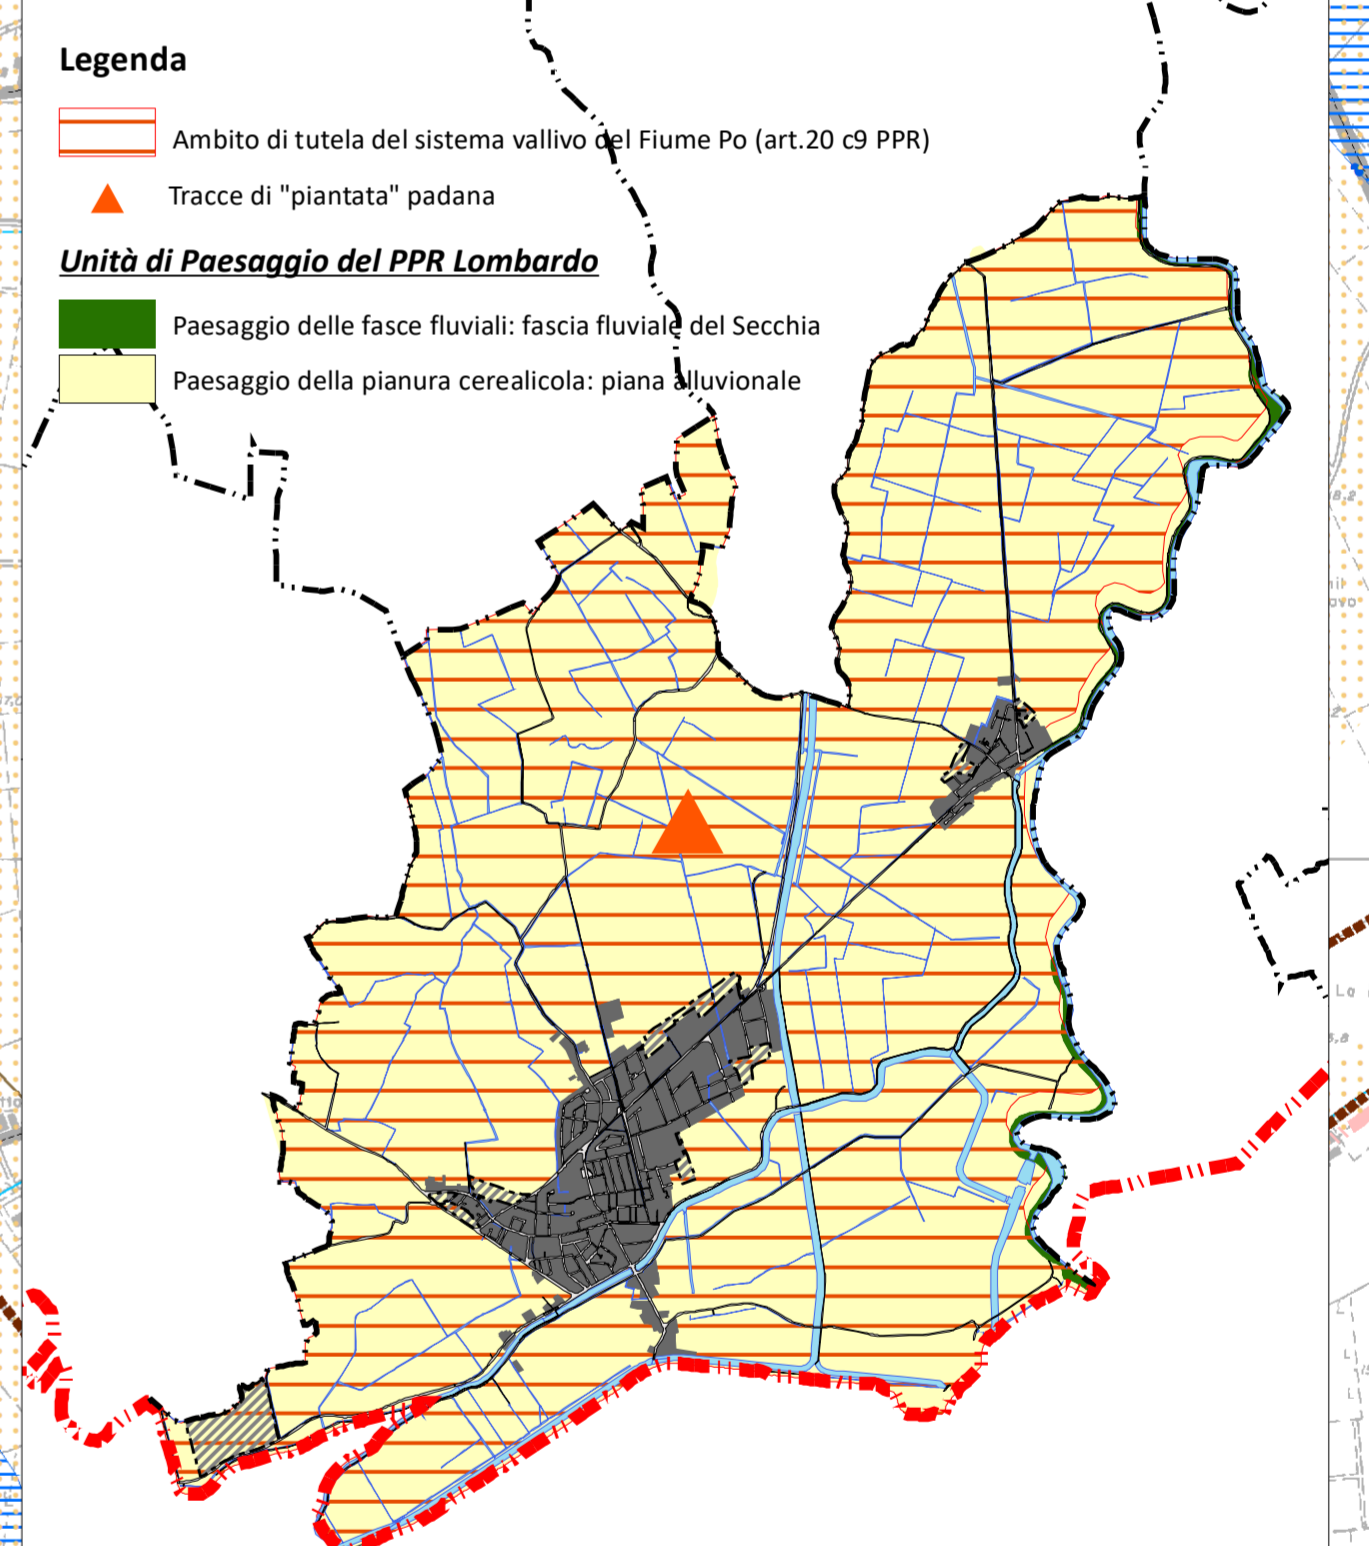 Legenda
Ambito di tutela del sistema vallivo del Fiume Po (art.20 c9 PPR)
Tracce di "piantata" padana
Unità di Paesaggio del PPR Lombardo
Paesaggio delle fasce fluviali: fascia fluviale del Secchia
Paesaggio della pianura cerealicola: piana alluvionale